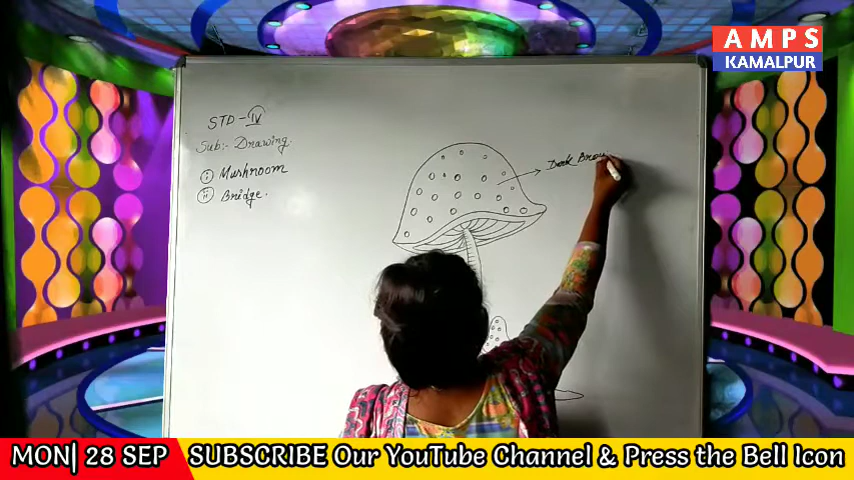 AMPS
KAMALPUR
STD - IV
Sub:- Drawing.
i Mushroom
ii Bridge.
Dark Brow
MON| 28 SEP SUBSCRIBE Our YouTube Channel & Press the Bell Icon